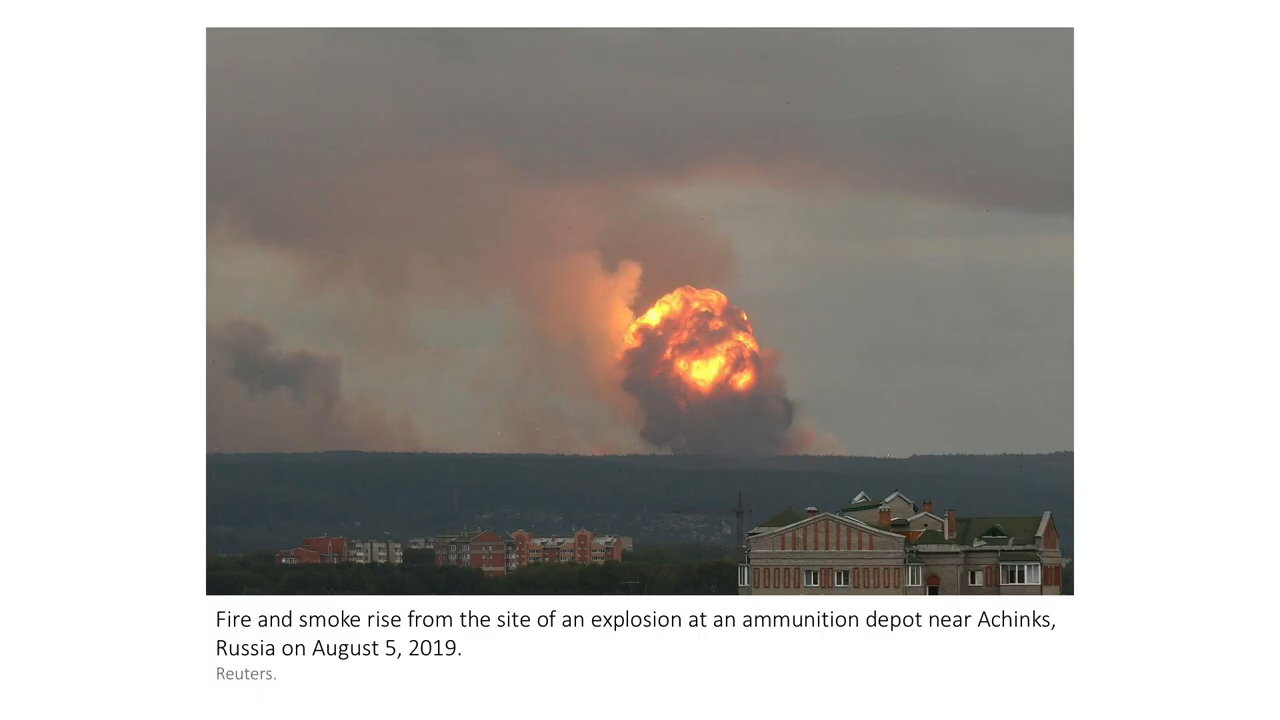 Fire and smoke rise from the site of an explosion at an ammunition depot near Achinks,
Russia on August 5, 2019.
Reuters.